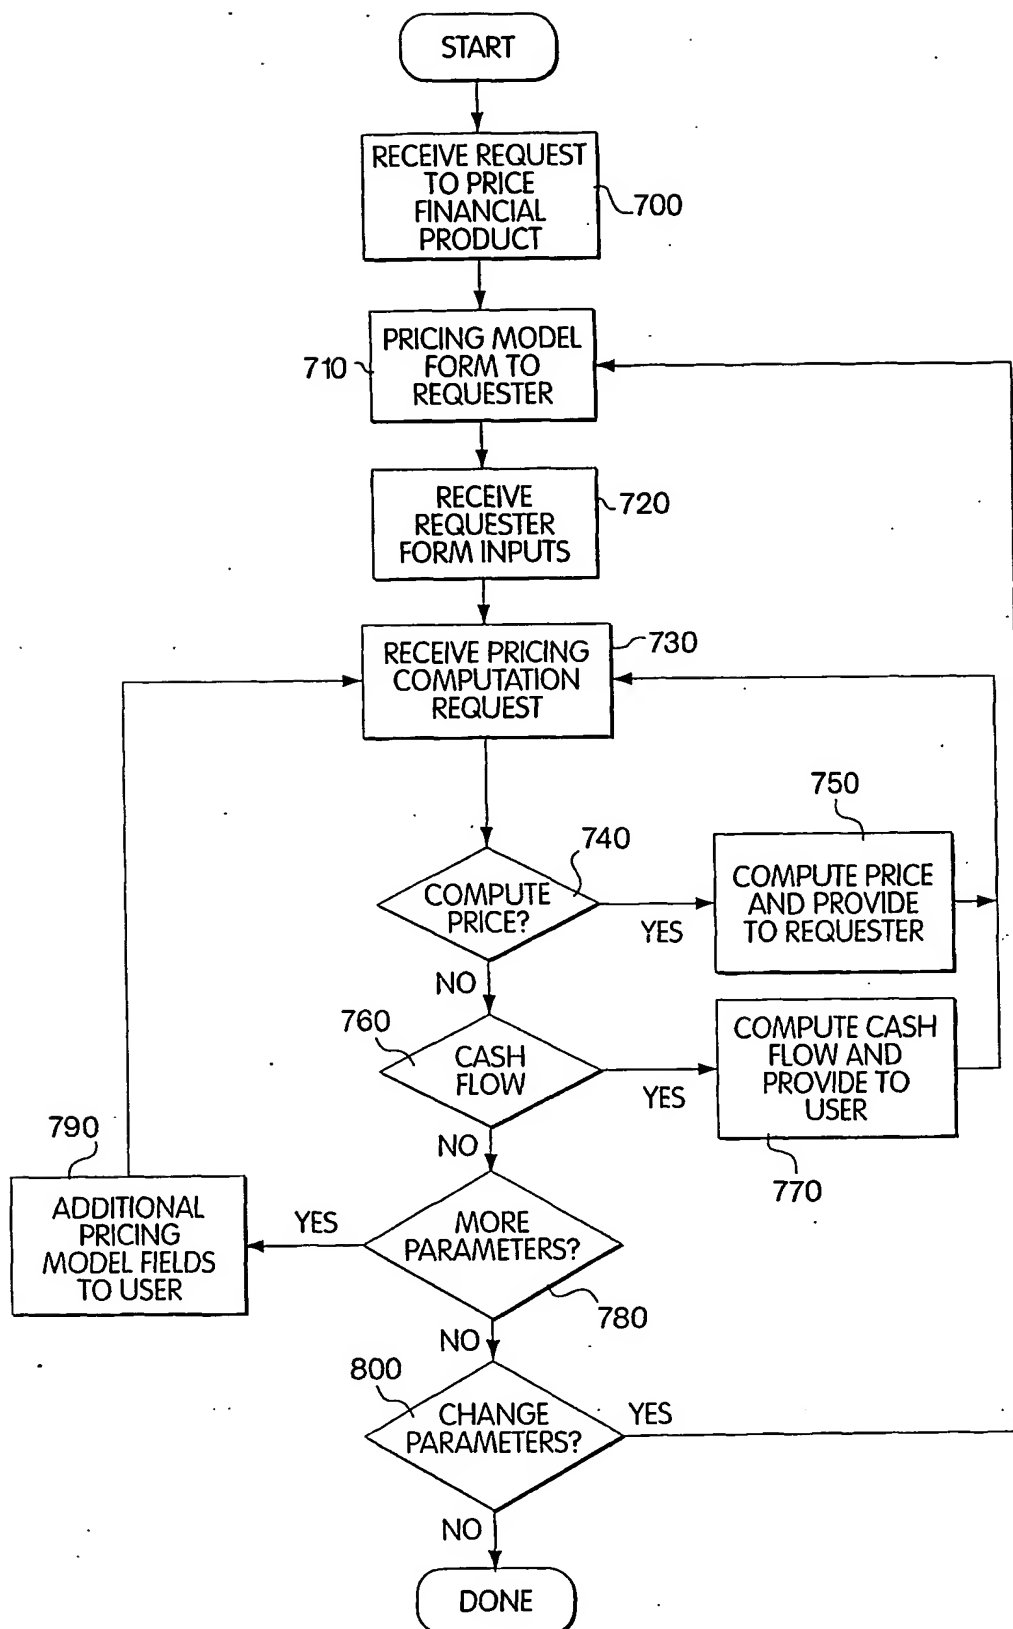 START
RECEIVE REQUEST
TO PRICE
FINANCIAL
PRODUCT
700
PRICING MODEL
FORM TO
REQUESTER
710
RECEIVE
REQUESTER
FORM INPUTS
720
RECEIVE PRICING
COMPUTATION
REQUEST
730
COMPUTE
PRICE?
740
YES
NO
750
COMPUTE PRICE
AND PROVIDE
TO REQUESTER
760
CASH
FLOW
YES
NO
COMPUTE CASH
FLOW AND
PROVIDE TO
USER
770
790
ADDITIONAL
PRICING
MODEL FIELDS
TO USER
YES
MORE
PARAMETERS?
780
NO
800
CHANGE
PARAMETERS?
YES
NO
DONE